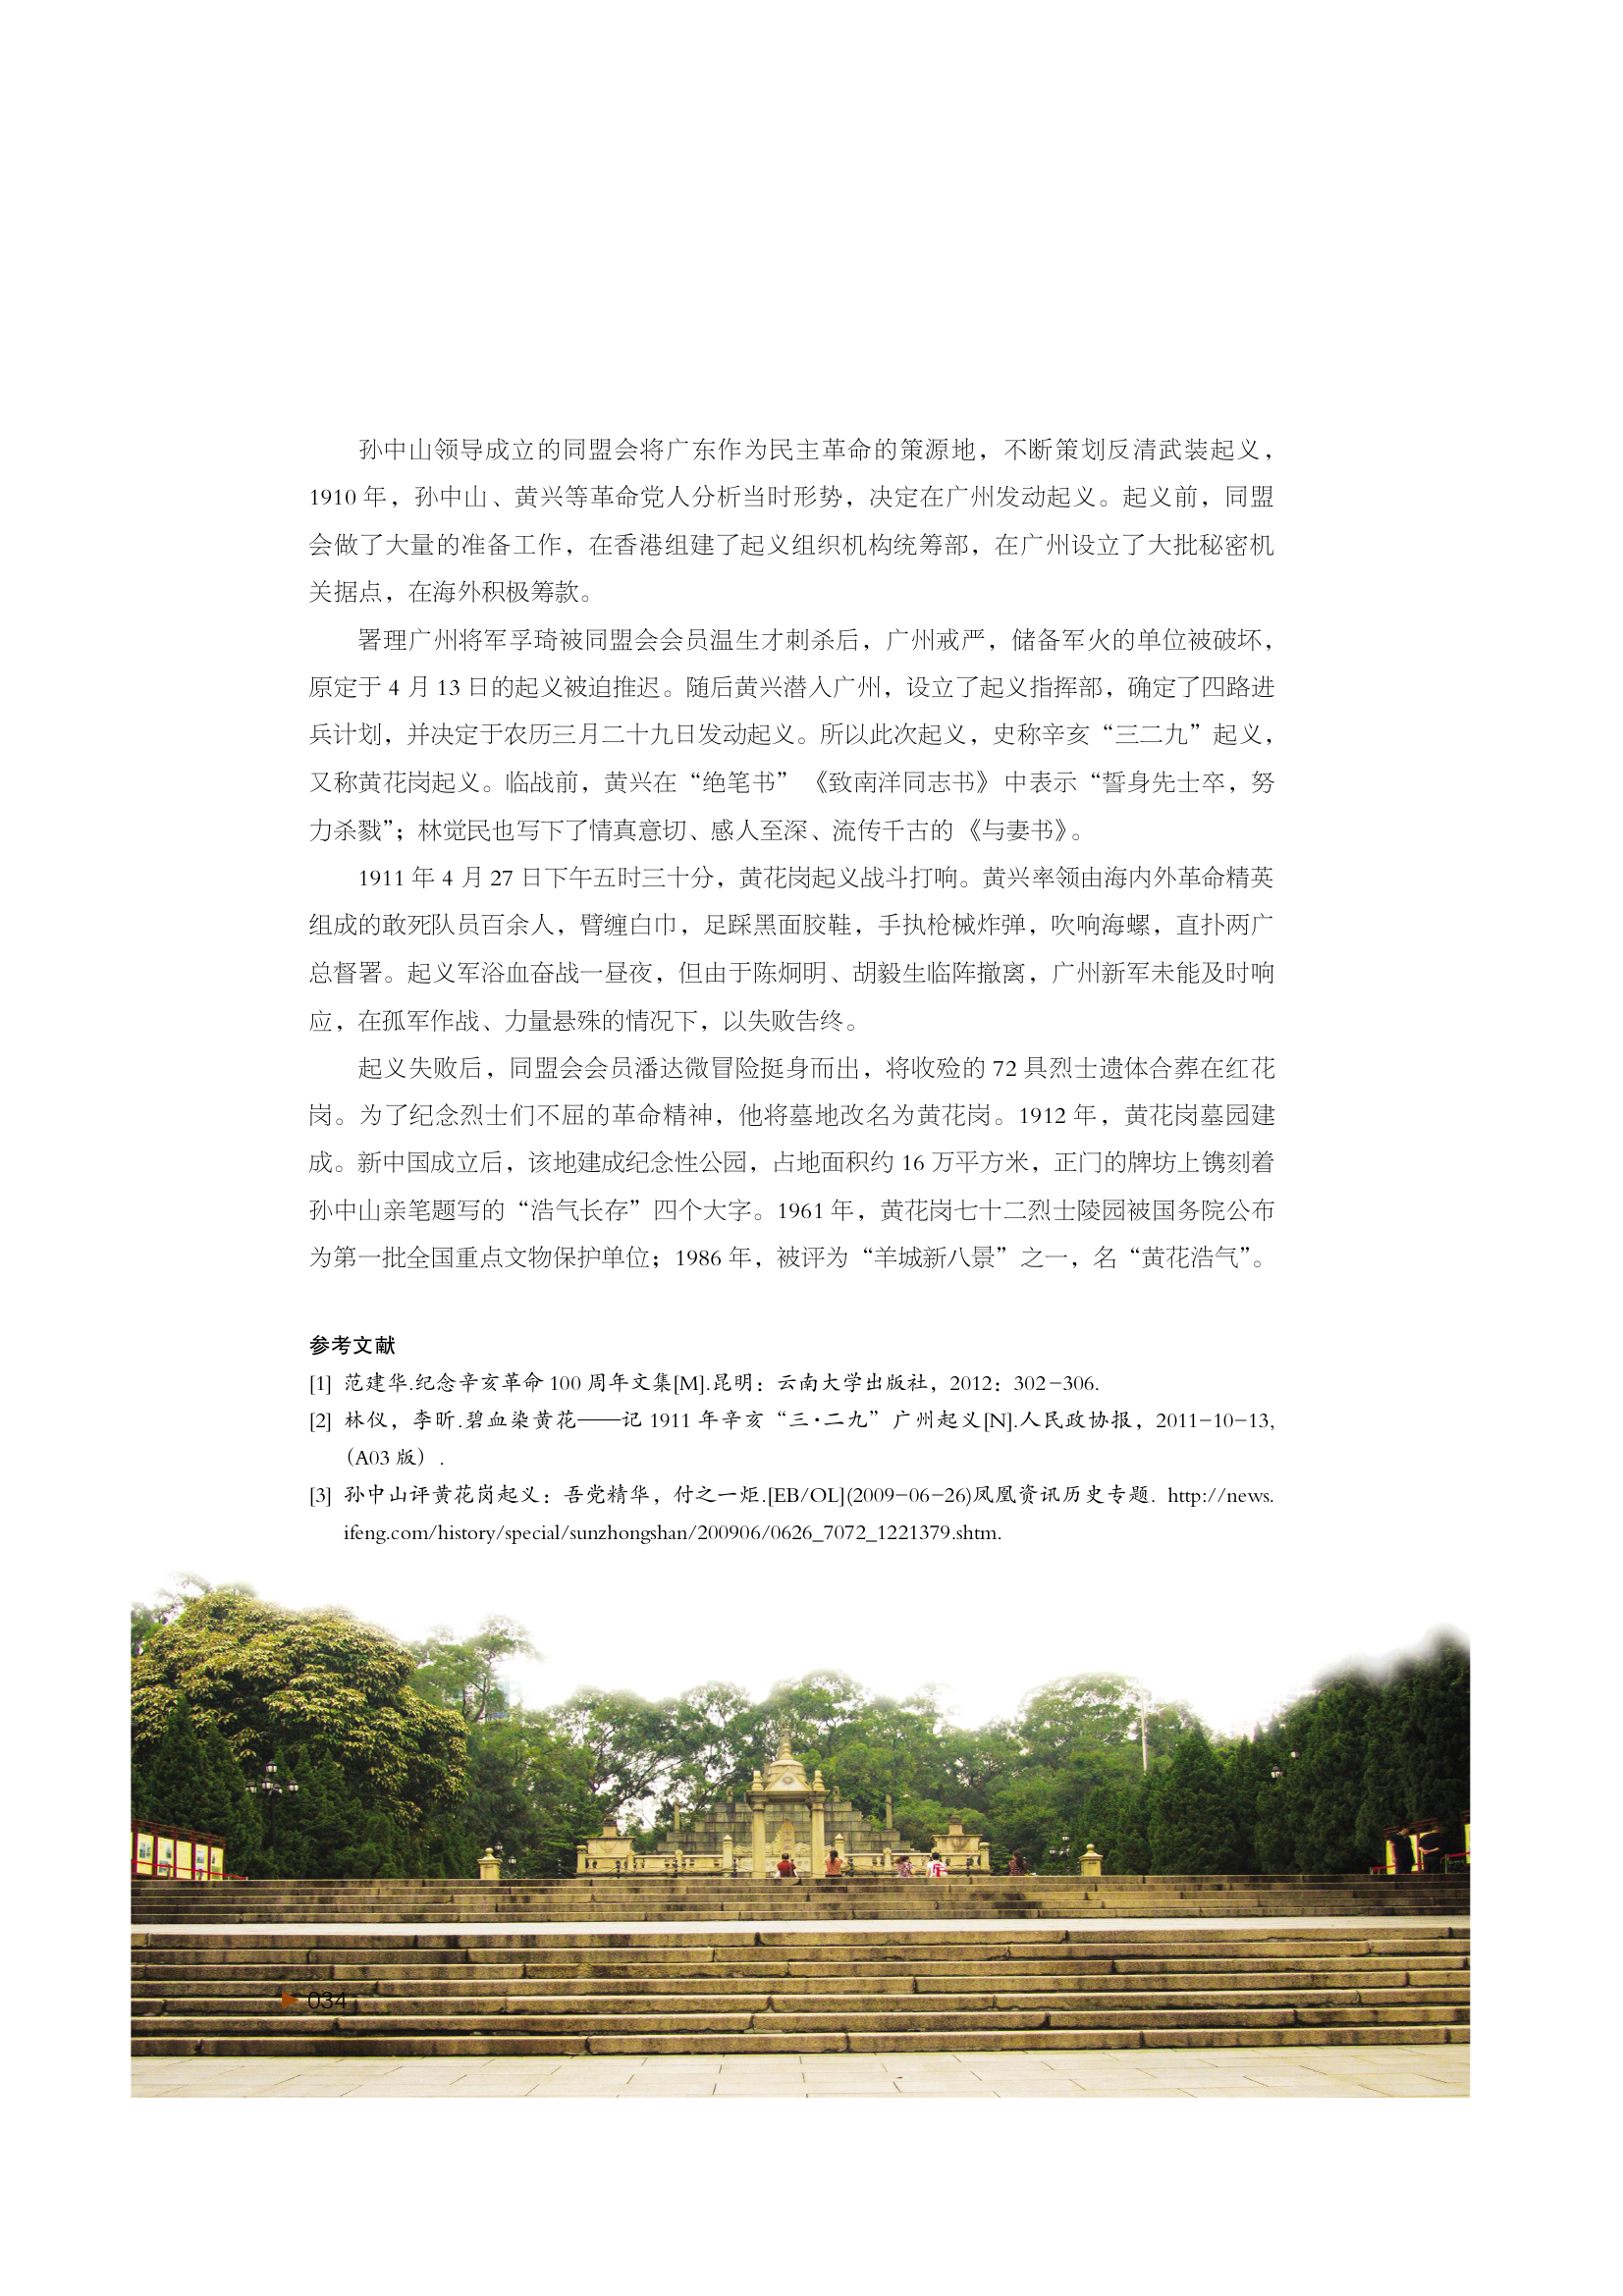 孙中山领导成立的同盟会将广东作为民主革命的策源地，不断策划反清武装起义，
1910 年，孙中山、黄兴等革命党人分析当时形势，决定在广州发动起义。起义前，同盟
会做了大量的准备工作，在香港组建了起义组织机构统筹部，在广州设立了大批秘密机
关据点，在海外积极筹款。
署理广州将军孚琦被同盟会会员温生才刺杀后，广州戒严，储备军火的单位被破坏，
原定于 4 月 13 日的起义被迫推迟。随后黄兴潜入广州，设立了起义指挥部，确定了四路进
兵计划，并决定于农历三月二十九日发动起义。所以此次起义，史称辛亥“三二九”起义，
又称黄花岗起义。临战前，黄兴在“绝笔书”《致南洋同志书》中表示“誓身先士卒，努
力杀戮”；林觉民也写下了情真意切、感人至深、流传千古的《与妻书》。
1911 年 4 月 27 日下午五时三十分，黄花岗起义战斗打响。黄兴率领由海内外革命精英
组成的敢死队员百余人，臂缠白巾，足踩黑面胶鞋，手执枪械炸弹，吹响海螺，直扑两广
总督署。起义军浴血奋战一昼夜，但由于陈炯明、胡毅生临阵撤离，广州新军未能及时响
应，在孤军作战、力量悬殊的情况下，以失败告终。
起义失败后，同盟会会员潘达微冒险挺身而出，将收殓的 72 具烈士遗体合葬在红花
岗。为了纪念烈士们不屈的革命精神，他将墓地改名为黄花岗。1912 年，黄花岗墓园建
成。新中国成立后，该地建成纪念性公园，占地面积约 16 万平方米，正门的牌坊上镌刻着
孙中山亲笔题写的“浩气长存”四个大字。1961 年，黄花岗七十二烈士陵园被国务院公布
为第一批全国重点文物保护单位；1986 年，被评为“羊城新八景”之一，名“黄花浩气”。
参考文献
[1] 范建华.纪念辛亥革命 100 周年文集[M].昆明：云南大学出版社，2012：302-306.
[2] 林仪，李昕.碧血染黄花——记 1911 年辛亥“三·二九”广州起义[N].人民政协报，2011-10-13,
（A03 版）.
[3] 孙中山评黄花岗起义：吾党精华，付之一炬.[EB/OL](2009-06-26)凤凰资讯历史专题. http://news.
ifeng.com/history/special/sunzhongshan/200906/0626_7072_1221379.shtm.
034